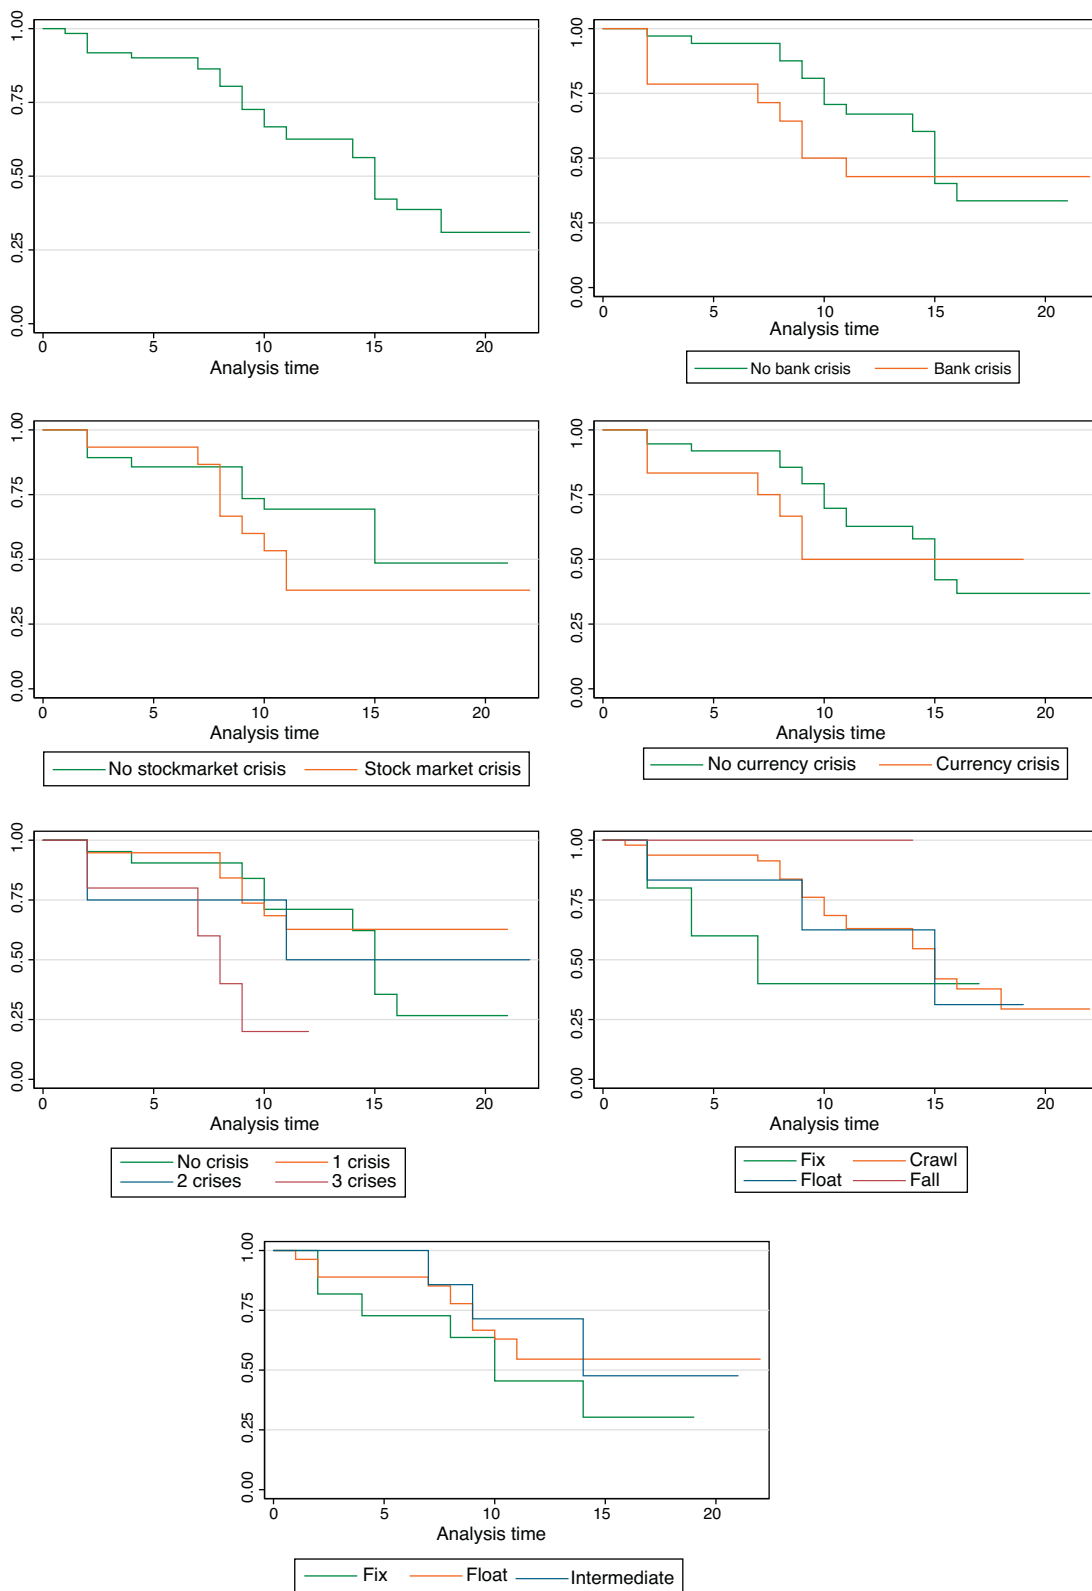 1.00
0.75
0.50
0.25
0.00
0 5 10 15 20
Analysis time
1.00
0.75
0.50
0.25
0.00
0 5 10 15 20
Analysis time
No bank crisis Bank crisis
1.00
0.75
0.50
0.25
0.00
0 5 10 15 20
Analysis time
No stockmarket crisis Stock market crisis
1.00
0.75
0.50
0.25
0.00
0 5 10 15 20
Analysis time
No currency crisis Currency crisis
1.00
0.75
0.50
0.25
0.00
0 5 10 15 20
Analysis time
No crisis 1 crisis
2 crises 3 crises
1.00
0.75
0.50
0.25
0.00
0 5 10 15 20
Analysis time
Fix Crawl
Float Fall
1.00
0.75
0.50
0.25
0.00
0 5 10 15 20
Analysis time
Fix Float Intermediate